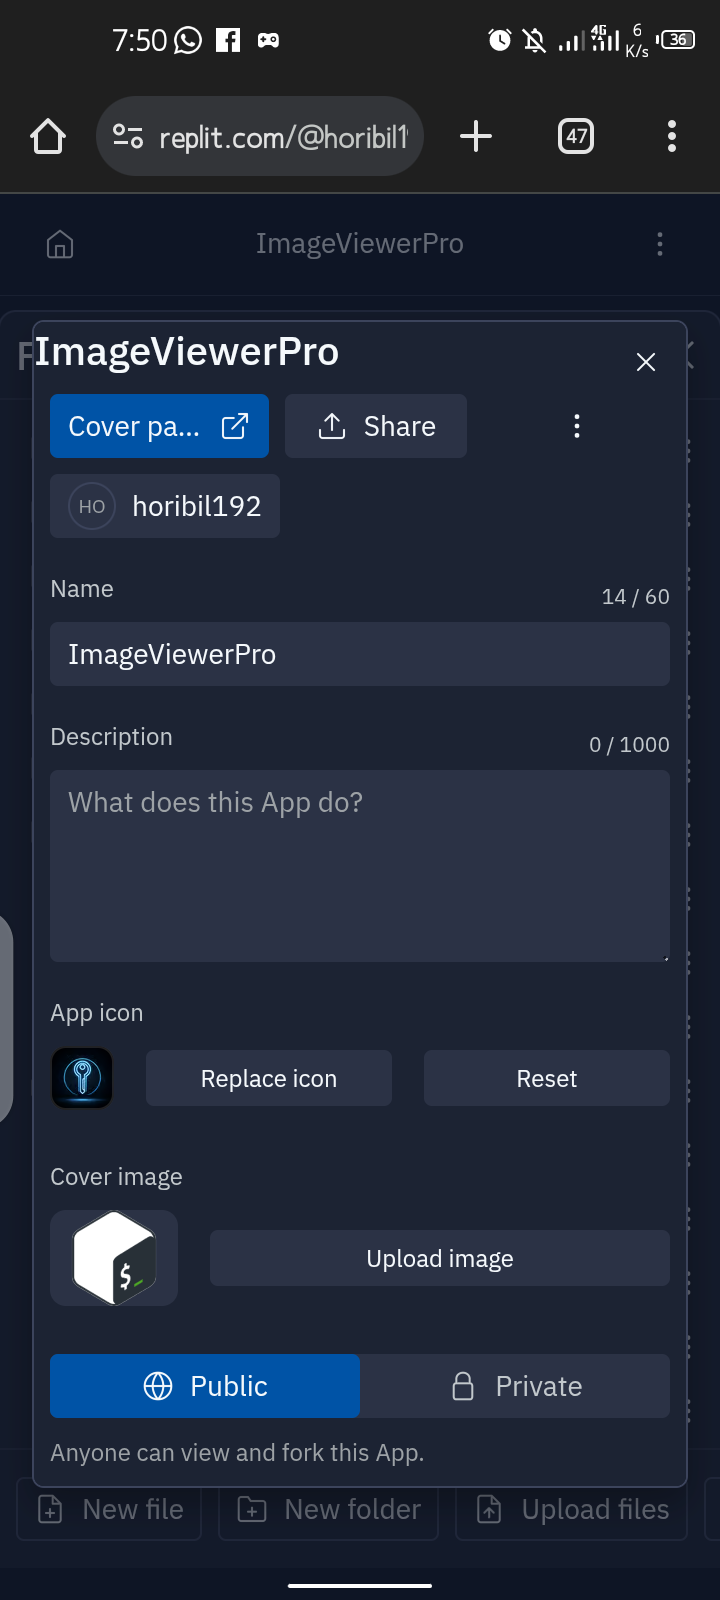 7:50 4G 6 K/s 36
replit.com/@horibil1 47
ImageViewerPro
ImageViewerPro
Cover pa... Share
HO horibil192
Name 14 / 60
ImageViewerPro
Description 0 / 1000
What does this App do?
App icon
Replace icon Reset
Cover image
$_ Upload image
Public Private
Anyone can view and fork this App.
New file New folder Upload files